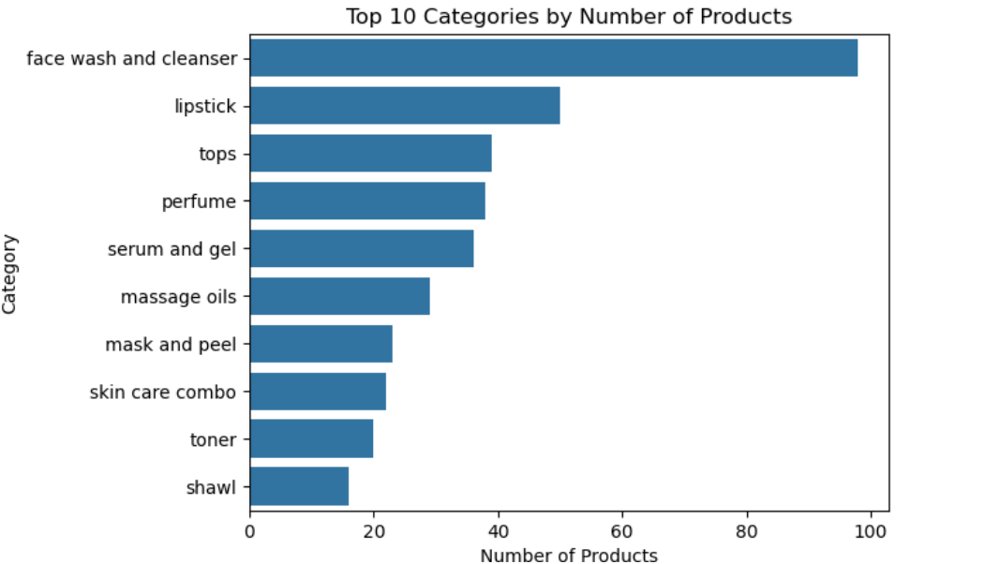 Top 10 Categories by Number of Products
face wash and cleanser
lipstick
tops
perfume
serum and gel
massage oils
mask and peel
skin care combo
toner
shawl
Category
0 20 40 60 80 100
Number of Products